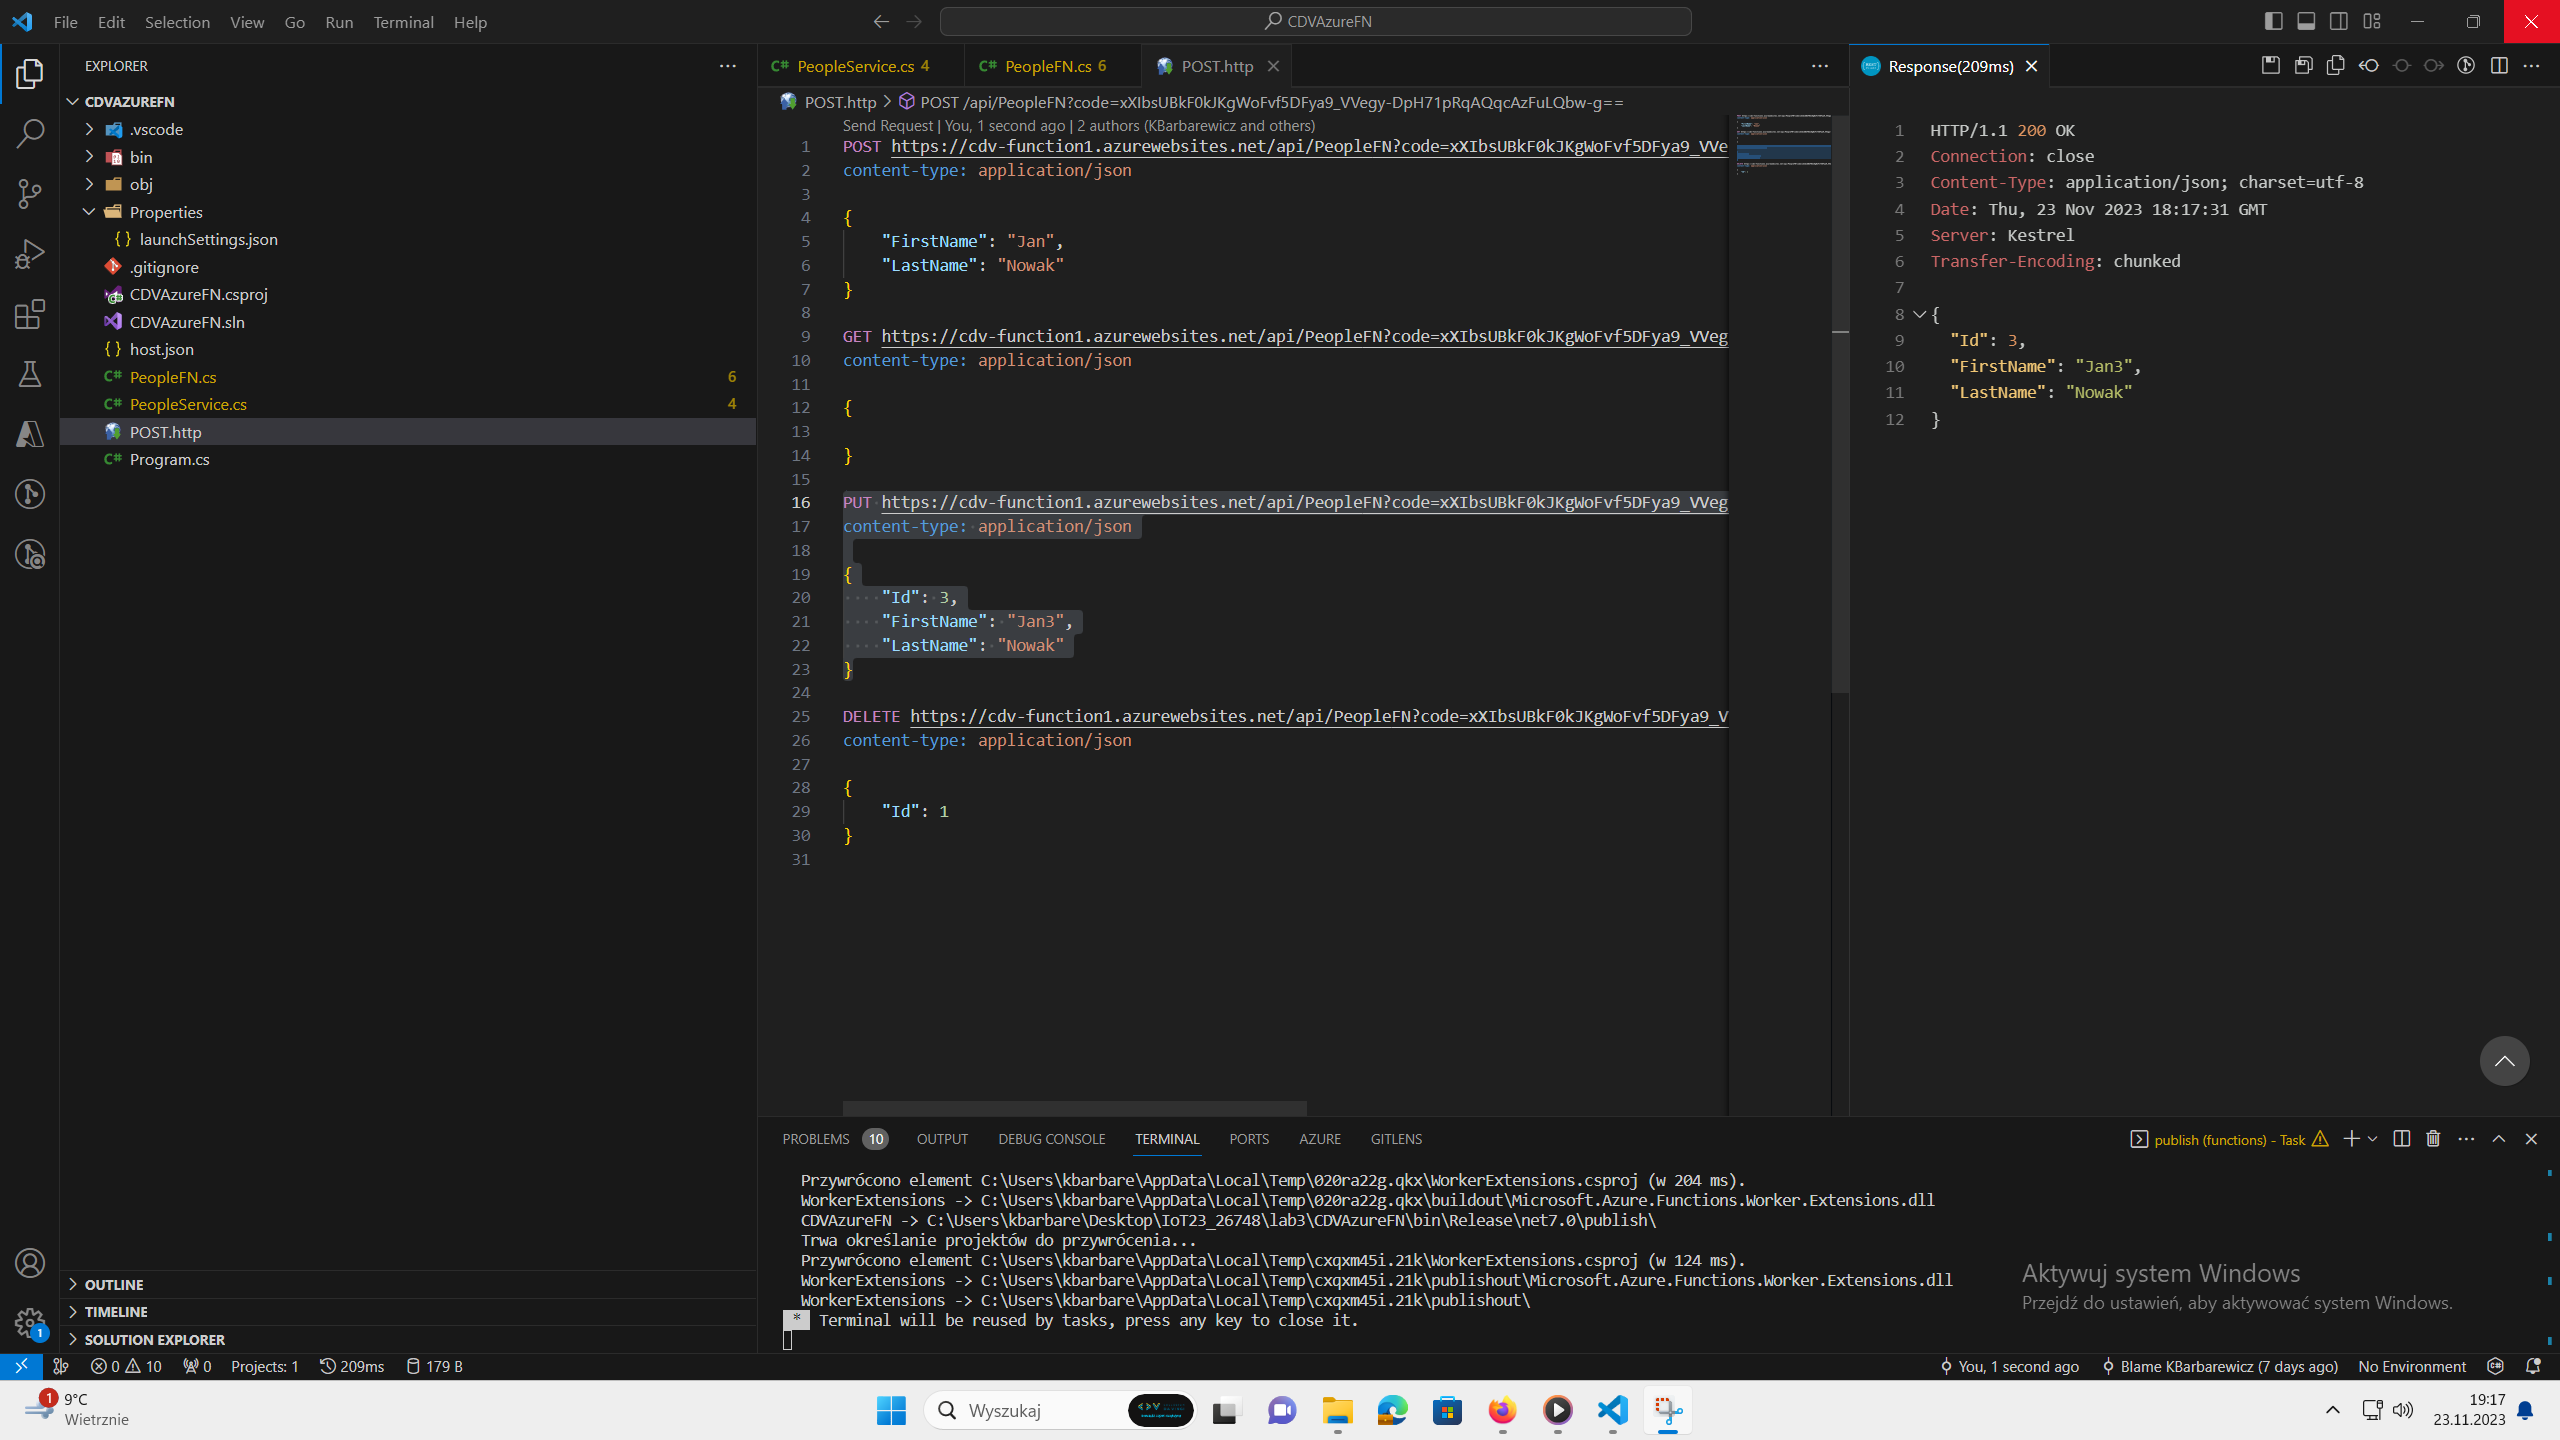 File Edit Selection View Go Run Terminal Help
CDVAzureFN
EXPLORER
CDVAZUREFN
.vscode
bin
obj
Properties
{} launchSettings.json
.gitignore
CDVAzureFN.csproj
CDVAzureFN.sln
{} host.json
C# PeopleFN.cs 6
C# PeopleService.cs 4
POST.http
C# Program.cs
OUTLINE
TIMELINE
SOLUTION EXPLORER
C# PeopleService.cs 4
C# PeopleFN.cs 6
POST.http
POST.http > POST /api/PeopleFN?code=xXIbsUBkF0kJKgWoFvf5DFya9_VVegy-DpH71pRqAQqcAzFuLQbw-g==
Send Request | You, 1 second ago | 2 authors (KBarbarewicz and others)
1 POST https://cdv-function1.azurewebsites.net/api/PeopleFN?code=xXIbsUBkF0kJKgWoFvf5DFya9_VVe
2 content-type: application/json
3
4 {
5 "FirstName": "Jan",
6 "LastName": "Nowak"
7 }
8
9 GET https://cdv-function1.azurewebsites.net/api/PeopleFN?code=xXIbsUBkF0kJKgWoFvf5DFya9_VVeg
10 content-type: application/json
11
12 {
13
14 }
15
16 PUT https://cdv-function1.azurewebsites.net/api/PeopleFN?code=xXIbsUBkF0kJKgWoFvf5DFya9_VVeg
17 content-type: application/json
18
19 {
20 "Id": 3,
21 "FirstName": "Jan3",
22 "LastName": "Nowak"
23 }
24
25 DELETE https://cdv-function1.azurewebsites.net/api/PeopleFN?code=xXIbsUBkF0kJKgWoFvf5DFya9_V
26 content-type: application/json
27
28 {
29 "Id": 1
30 }
31
Response(209ms)
1 HTTP/1.1 200 OK
2 Connection: close
3 Content-Type: application/json; charset=utf-8
4 Date: Thu, 23 Nov 2023 18:17:31 GMT
5 Server: Kestrel
6 Transfer-Encoding: chunked
7
8 {
9 "Id": 3,
10 "FirstName": "Jan3",
11 "LastName": "Nowak"
12 }
PROBLEMS 10 OUTPUT DEBUG CONSOLE TERMINAL PORTS AZURE GITLENS
publish (functions) - Task
Przywrócono element C:\Users\kbarbare\AppData\Local\Temp\020ra22g.qkx\WorkerExtensions.csproj (w 204 ms).
WorkerExtensions -> C:\Users\kbarbare\AppData\Local\Temp\020ra22g.qkx\buildout\Microsoft.Azure.Functions.Worker.Extensions.dll
CDVAzureFN -> C:\Users\kbarbare\Desktop\IoT23_26748\lab3\CDVAzureFN\bin\Release\net7.0\publish\
Trwa określanie projektów do przywrócenia...
Przywrócono element C:\Users\kbarbare\AppData\Local\Temp\cxqxm45i.21k\WorkerExtensions.csproj (w 124 ms).
WorkerExtensions -> C:\Users\kbarbare\AppData\Local\Temp\cxqxm45i.21k\publishout\Microsoft.Azure.Functions.Worker.Extensions.dll
WorkerExtensions -> C:\Users\kbarbare\AppData\Local\Temp\cxqxm45i.21k\publishout\
* Terminal will be reused by tasks, press any key to close it.
Aktywuj system Windows
Przejdź do ustawień, aby aktywować system Windows.
1
0 10 0 Projects: 1 209ms 179 B
You, 1 second ago Blame KBarbarewicz (7 days ago) No Environment
1 9°C
Wietrznie
Wyszukaj
19:17
23.11.2023